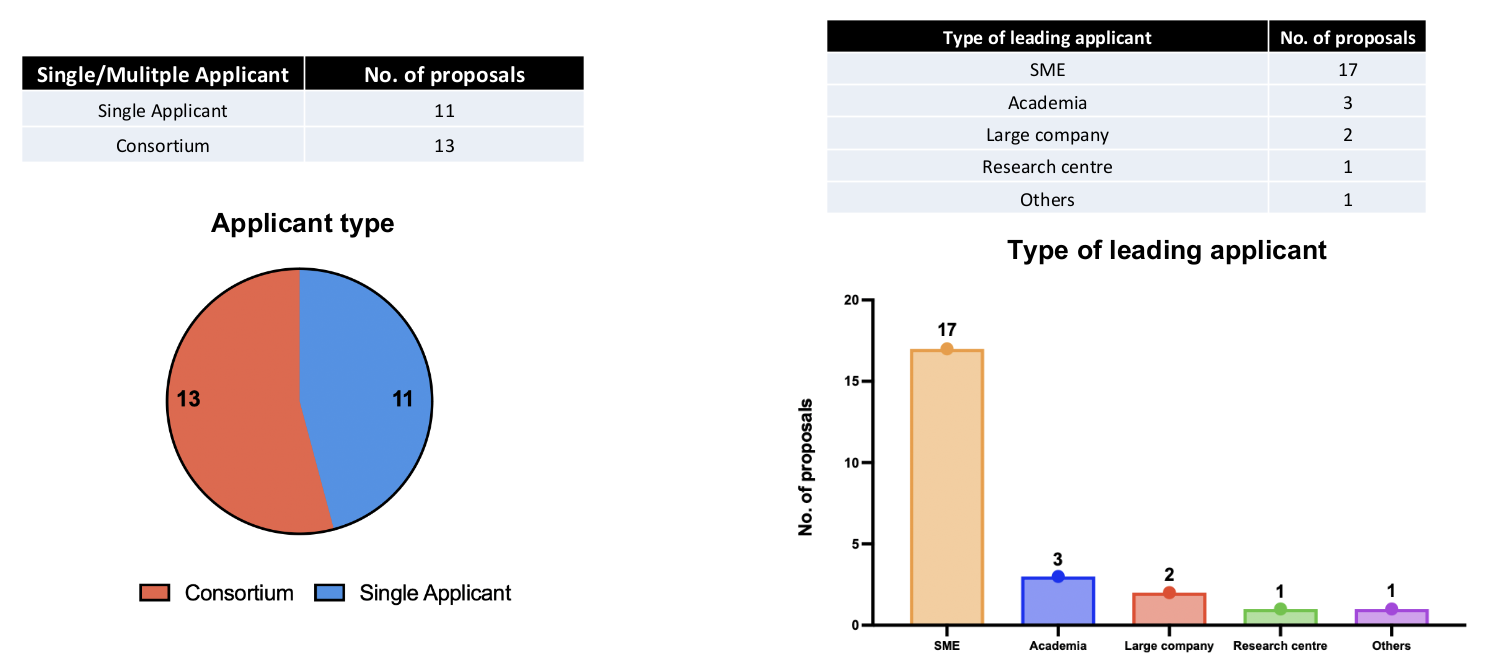 Single/Mulitple Applicant No. of proposals
Single Applicant 11
Consortium 13
Applicant type
13 11
Consortium Single Applicant
Type of leading applicant No. of proposals
SME 17
Academia 3
Large company 2
Research centre 1
Others 1
Type of leading applicant
No. of proposals
20
15
10
5
0
17
3
2
1
1
SME Academia Large company Research centre Others